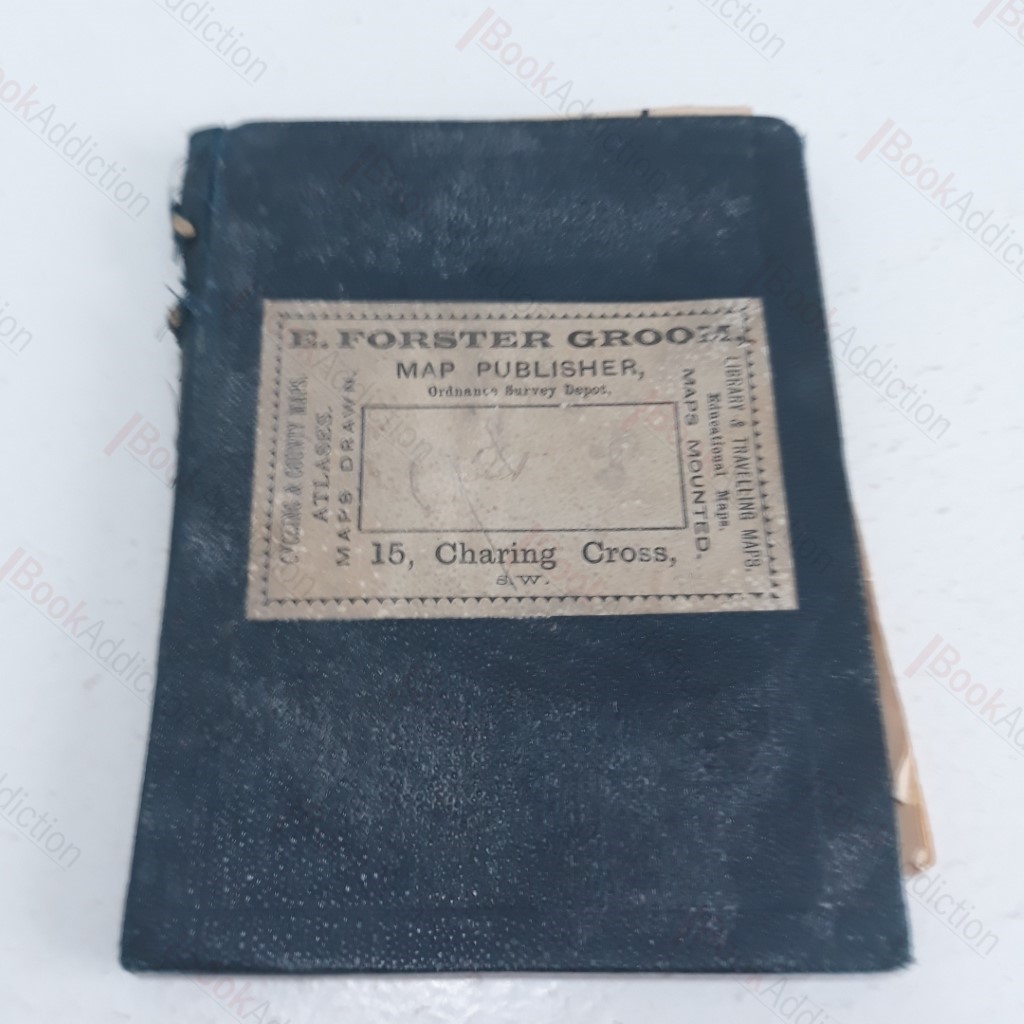 E. FORSTER GROOM,
MAP PUBLISHER,
Ordnance Survey Depot.
CYCLING & COUNTY MAPS.
ATLASES.
MAPS DRAWN.
MAPS MOUNTED.
Educational Maps.
LIBRARY & TRAVELLING MAPS.
15, Charing Cross,
S.W.
BookAddiction